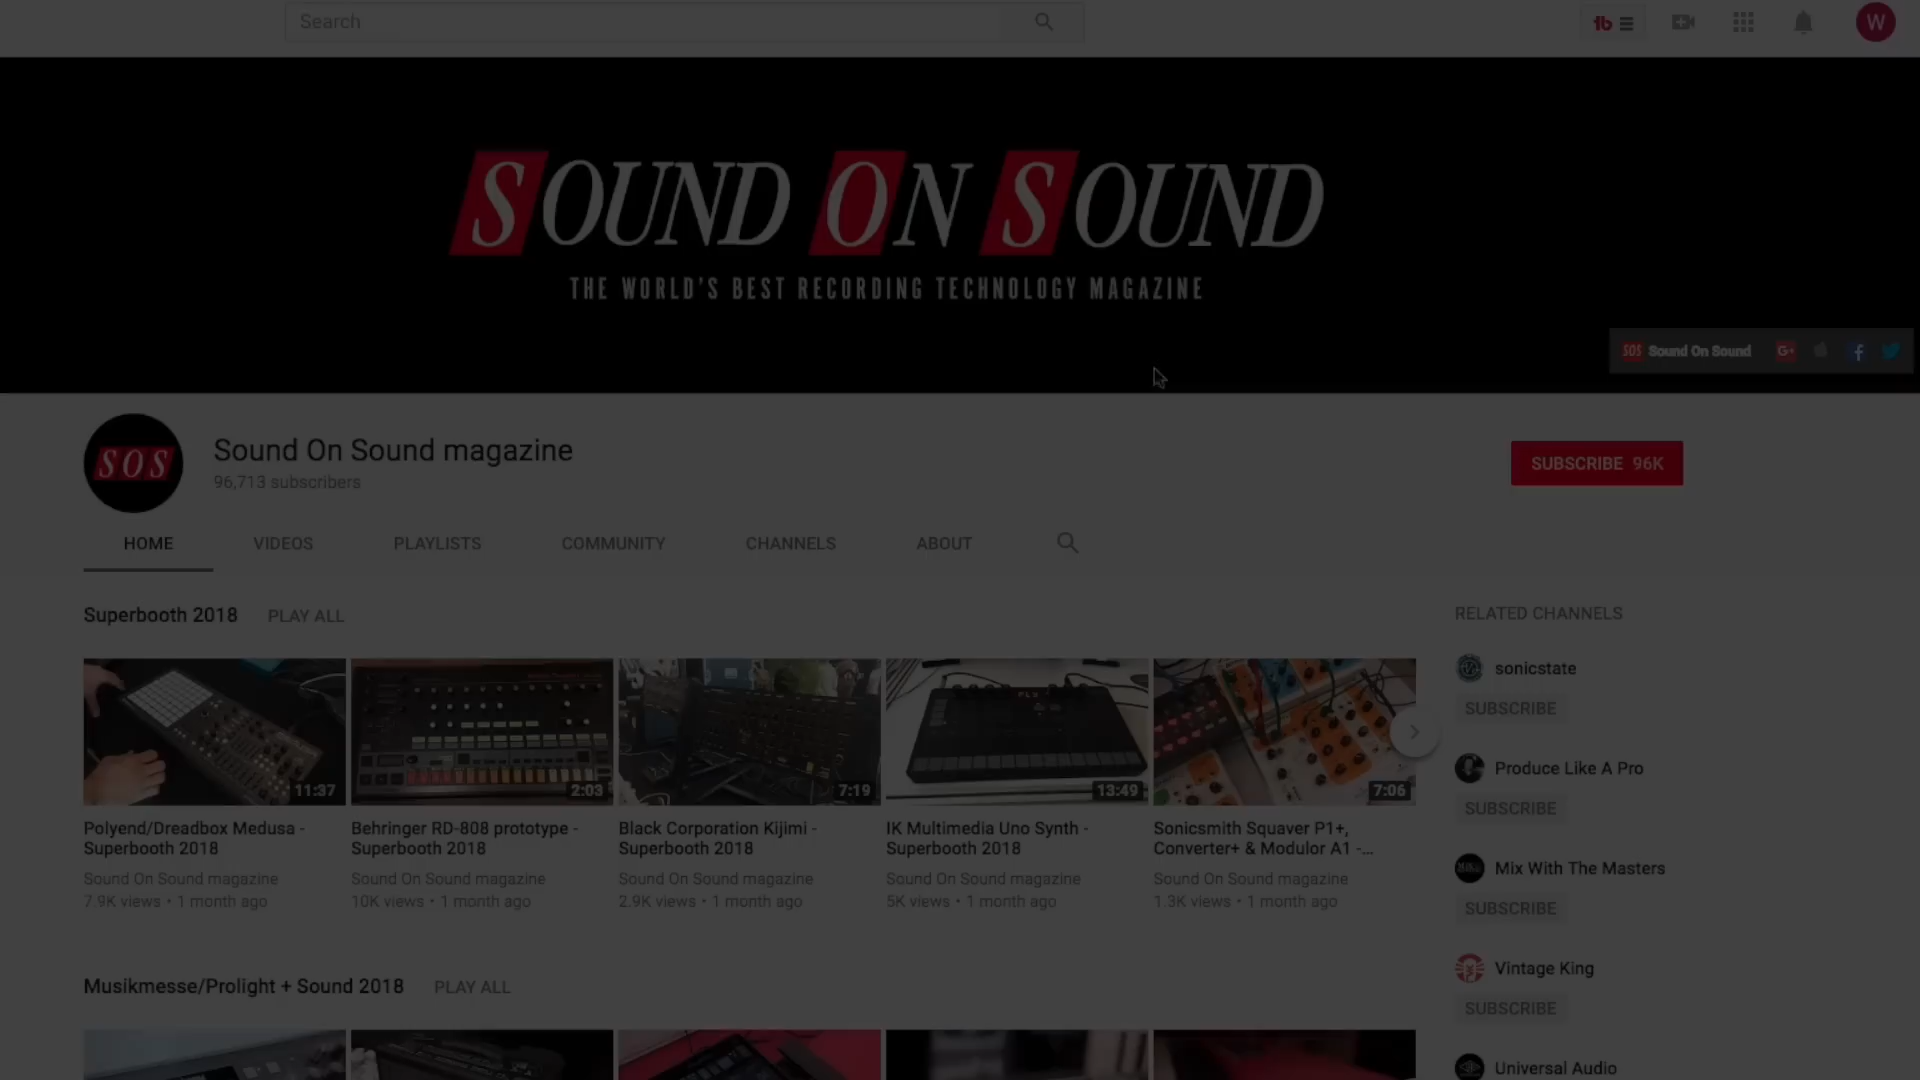 Search
W
SOUND ON SOUND
THE WORLD'S BEST RECORDING TECHNOLOGY MAGAZINE
SOS Sound On Sound G+ f
SOS
Sound On Sound magazine
96,713 subscribers
SUBSCRIBE 96K
HOME VIDEOS PLAYLISTS COMMUNITY CHANNELS ABOUT
Superbooth 2018 PLAY ALL
11:37 2:03 7:19 13:49 7:06
Polyend/Dreadbox Medusa -
Superbooth 2018
Sound On Sound magazine
7.9K views • 1 month ago
Behringer RD-808 prototype -
Superbooth 2018
Sound On Sound magazine
10K views • 1 month ago
Black Corporation Kijimi -
Superbooth 2018
Sound On Sound magazine
2.9K views • 1 month ago
IK Multimedia Uno Synth -
Superbooth 2018
Sound On Sound magazine
5K views • 1 month ago
Sonicsmith Squaver P1+,
Converter+ & Modulor A1 -...
Sound On Sound magazine
1.3K views • 1 month ago
Musikmesse/Prolight + Sound 2018 PLAY ALL
RELATED CHANNELS
sonicstate
SUBSCRIBE
Produce Like A Pro
SUBSCRIBE
Mix With The Masters
SUBSCRIBE
Vintage King
SUBSCRIBE
Universal Audio